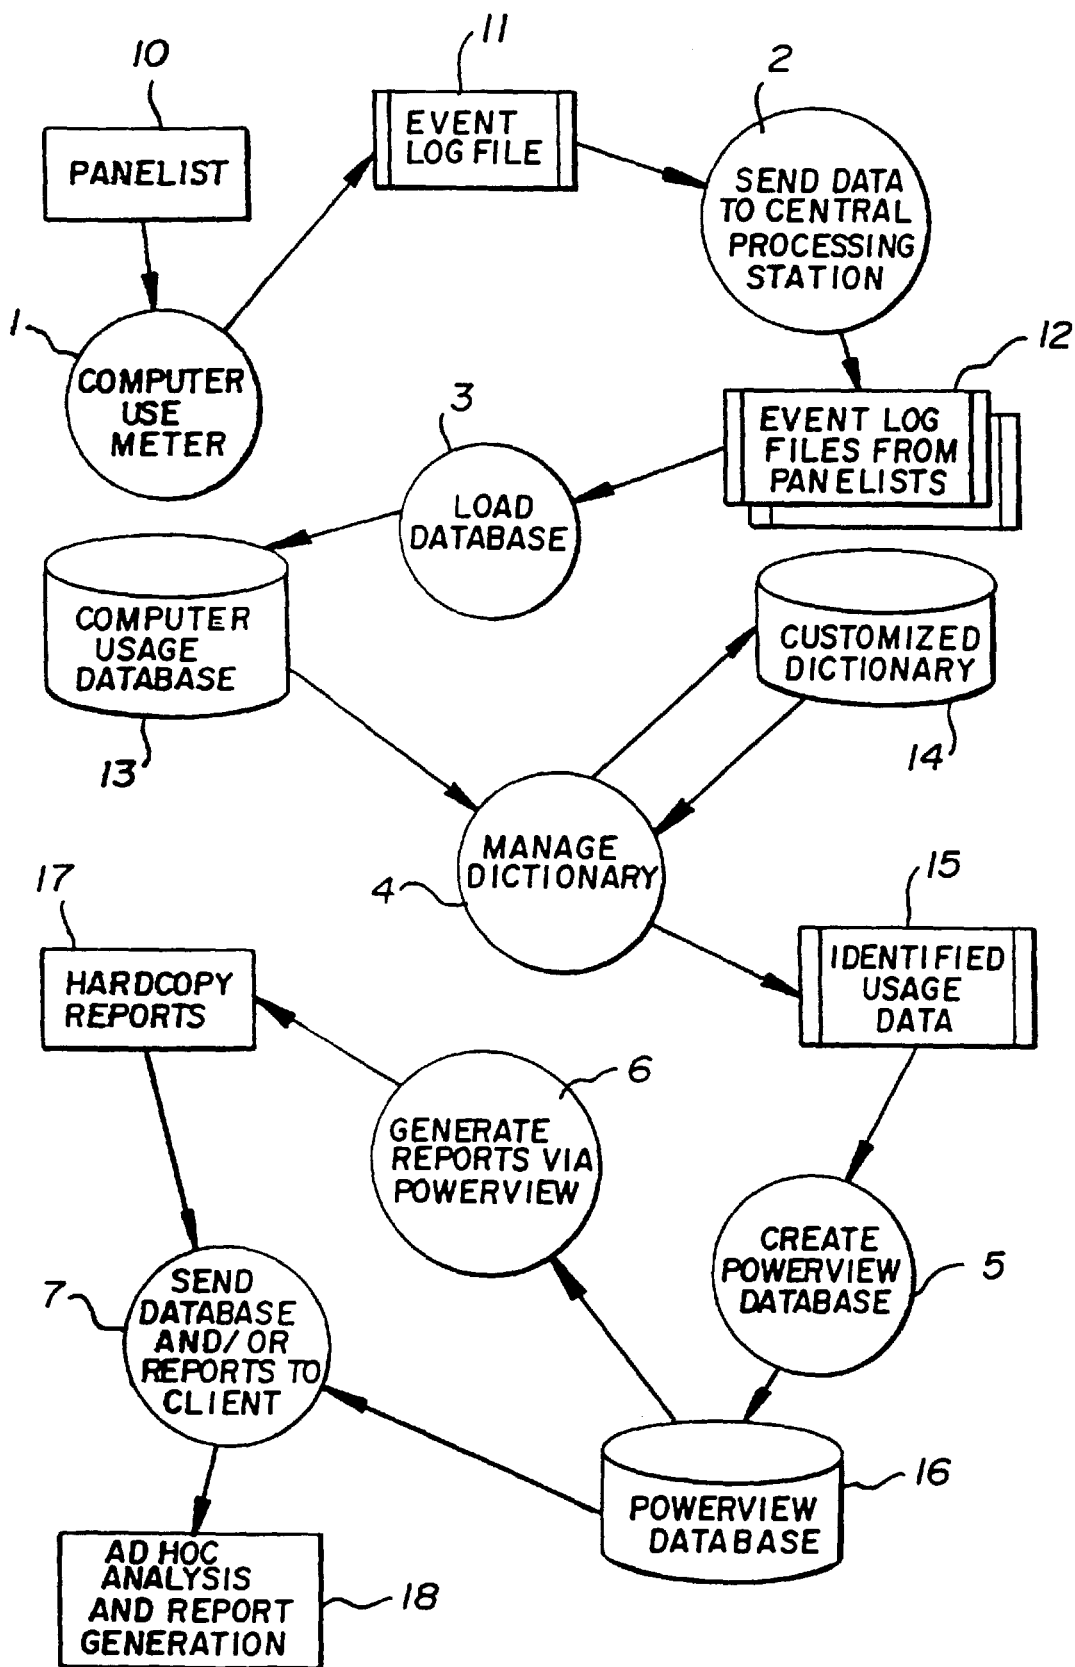 10
PANELIST
11
EVENT
LOG FILE
2
SEND DATA
TO CENTRAL
PROCESSING
STATION
1
COMPUTER
USE
METER
12
EVENT LOG
FILES FROM
PANELISTS
3
LOAD
DATABASE
COMPUTER
USAGE
DATABASE
13
CUSTOMIZED
DICTIONARY
14
MANAGE
DICTIONARY
4
15
IDENTIFIED
USAGE
DATA
17
HARDCOPY
REPORTS
6
GENERATE
REPORTS VIA
POWERVIEW
CREATE
POWERVIEW
DATABASE
5
7
SEND
DATABASE
AND/OR
REPORTS TO
CLIENT
16
POWERVIEW
DATABASE
AD HOC
ANALYSIS
AND REPORT
GENERATION
18